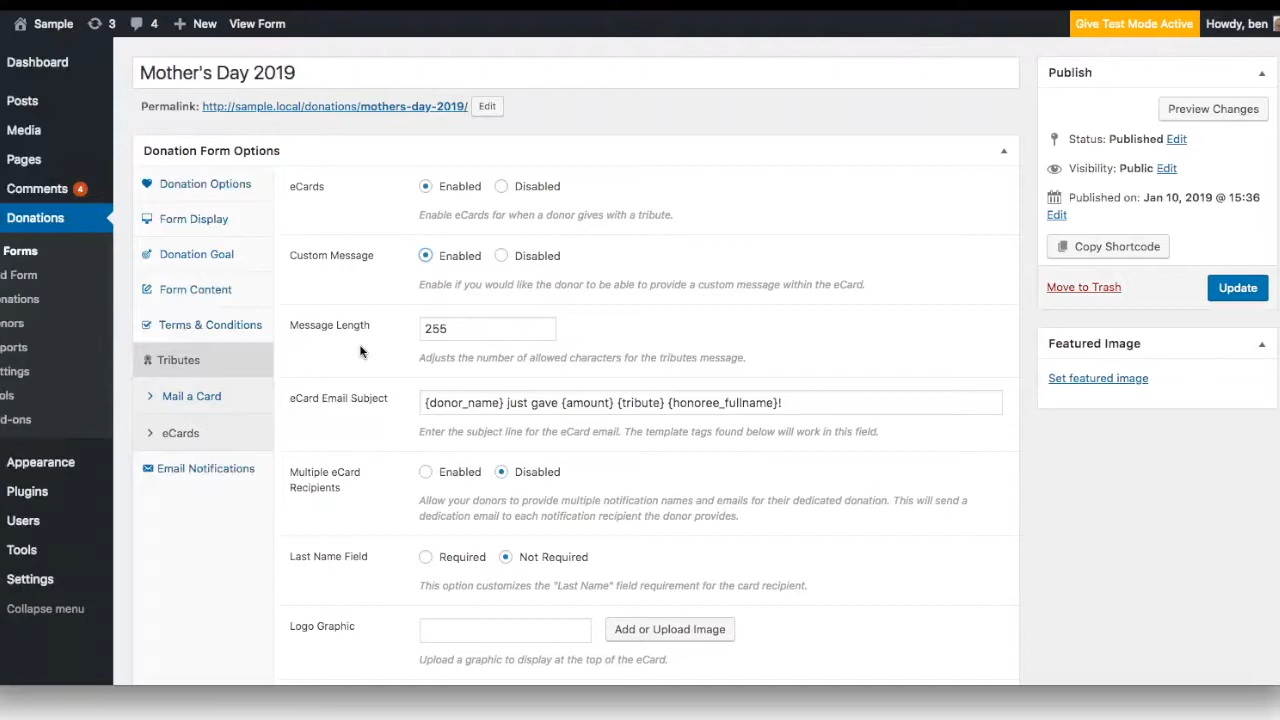 Sample 3 4 New View Form Give Test Mode Active Howdy, ben
Dashboard
Posts
Media
Pages
Comments 4
Donations
Forms
d Form
onations
onors
ports
ttings
ols
d-ons
Appearance
Plugins
Users
Tools
Settings
Collapse menu
Mother's Day 2019
Permalink: http://sample.local/donations/mothers-day-2019/ Edit
Donation Form Options
Donation Options
Form Display
Donation Goal
Form Content
Terms & Conditions
Tributes
Mail a Card
eCards
Email Notifications
eCards Enabled Disabled
Enable eCards for when a donor gives with a tribute.
Custom Message Enabled Disabled
Enable if you would like the donor to be able to provide a custom message within the eCard.
Message Length 255
Adjusts the number of allowed characters for the tributes message.
eCard Email Subject {donor_name} just gave {amount} {tribute} {honoree_fullname}!
Enter the subject line for the eCard email. The template tags found below will work in this field.
Multiple eCard Enabled Disabled
Recipients
Allow your donors to provide multiple notification names and emails for their dedicated donation. This will send a
dedication email to each notification recipient the donor provides.
Last Name Field Required Not Required
This option customizes the "Last Name" field requirement for the card recipient.
Logo Graphic Add or Upload Image
Upload a graphic to display at the top of the eCard.
Publish
Preview Changes
Status: Published Edit
Visibility: Public Edit
Published on: Jan 10, 2019 @ 15:36
Edit
Copy Shortcode
Move to Trash Update
Featured Image
Set featured image